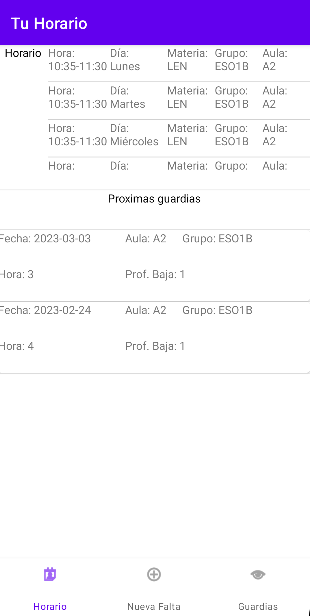 Tu Horario
Horario
Hora: Día: Materia: Grupo: Aula:
10:35-11:30 Lunes LEN ESO1B A2
Hora: Día: Materia: Grupo: Aula:
10:35-11:30 Martes LEN ESO1B A2
Hora: Día: Materia: Grupo: Aula:
10:35-11:30 Miércoles LEN ESO1B A2
Hora: Día: Materia: Grupo: Aula:
Proximas guardias
Fecha: 2023-03-03 Aula: A2 Grupo: ESO1B
Hora: 3 Prof. Baja: 1
Fecha: 2023-02-24 Aula: A2 Grupo: ESO1B
Hora: 4 Prof. Baja: 1
Horario Nueva Falta Guardias